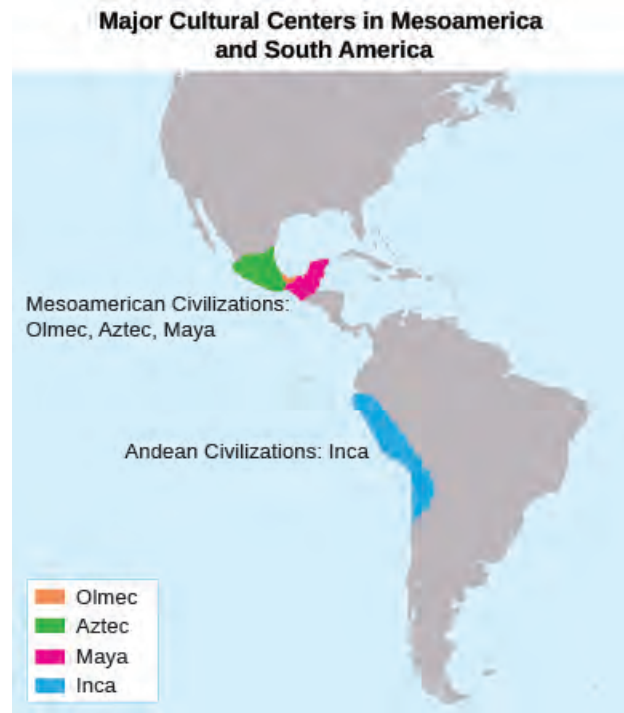 Major Cultural Centers in Mesoamerica
and South America
Mesoamerican Civilizations:
Olmec, Aztec, Maya
Andean Civilizations: Inca
Olmec
Aztec
Maya
Inca